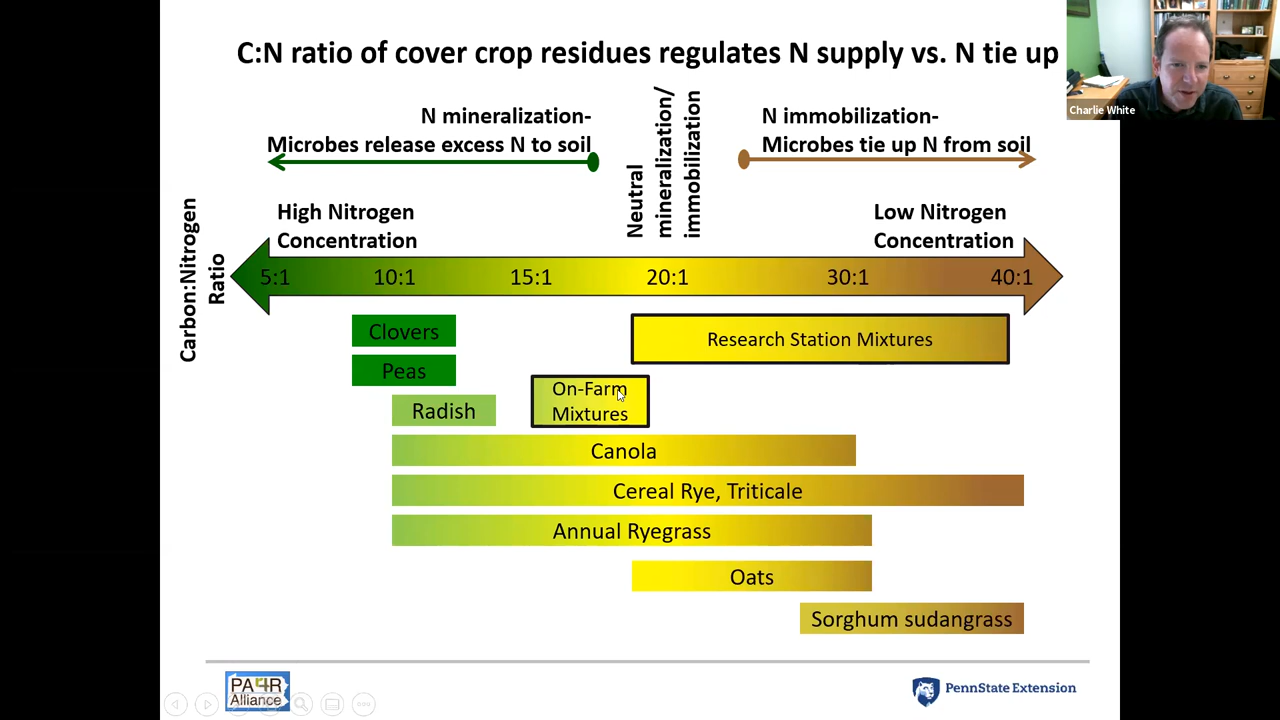 C:N ratio of cover crop residues regulates N supply vs. N tie up
Charlie White
N mineralization-
Microbes release excess N to soil
Neutral
mineralization/
immobilization
N immobilization-
Microbes tie up N from soil
Carbon:Nitrogen
Ratio
High Nitrogen
Concentration
Low Nitrogen
Concentration
5:1 10:1 15:1 20:1 30:1 40:1
Clovers
Research Station Mixtures
Peas
On-Farm
Mixtures
Radish
Canola
Cereal Rye, Triticale
Annual Ryegrass
Oats
Sorghum sudangrass
PA4R
Alliance
PennState Extension